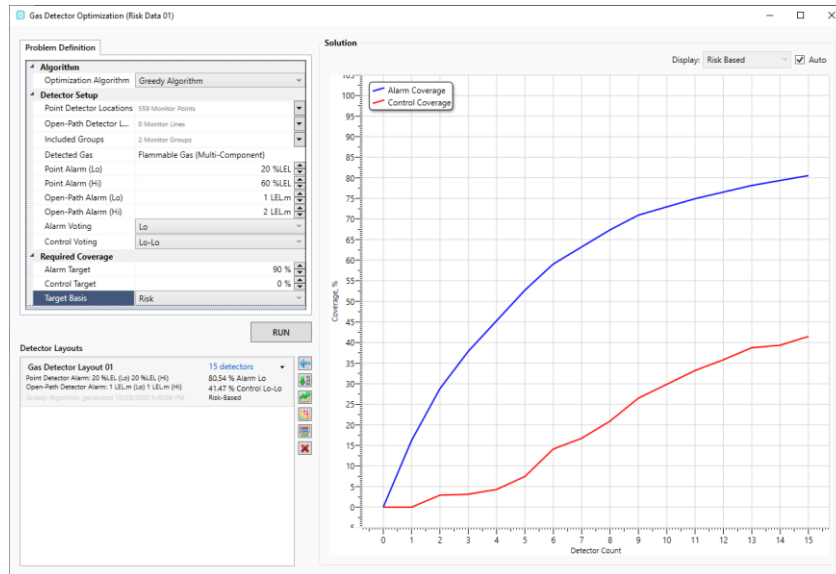 Gas Detector Optimization (Risk Data 01)
Problem Definition
Algorithm
Optimization Algorithm Greedy Algorithm
Detector Setup
Point Detector Locations 559 Monitor Points
Open-Path Detector L... 0 Monitor Lines
Included Groups 2 Monitor Groups
Detected Gas Flammable Gas (Multi-Component)
Point Alarm (Lo) 20 %LEL
Point Alarm (Hi) 60 %LEL
Open-Path Alarm (Lo) 1 LEL.m
Open-Path Alarm (Hi) 2 LEL.m
Alarm Voting Lo
Control Voting Lo-Lo
Required Coverage
Alarm Target 90 %
Control Target 0 %
Target Basis Risk
RUN
Detector Layouts
Gas Detector Layout 01 15 detectors
Point Detector Alarm: 20 %LEL (Lo) 20 %LEL (Hi) 80.54 % Alarm Lo
Open-Path Detector Alarm: 1 LEL.m (Lo) 1 LEL.m (Hi) 41.47 % Control Lo-Lo
Greedy Algorithm, generated 10/26/2020 3:40:09 PM Risk-Based
Solution
Display: Risk Based Auto
Alarm Coverage
Control Coverage
Coverage, %
105
100
95
90
85
80
75
70
65
60
55
50
45
40
35
30
25
20
15
10
5
0
0 1 2 3 4 5 6 7 8 9 10 11 12 13 14 15
Detector Count